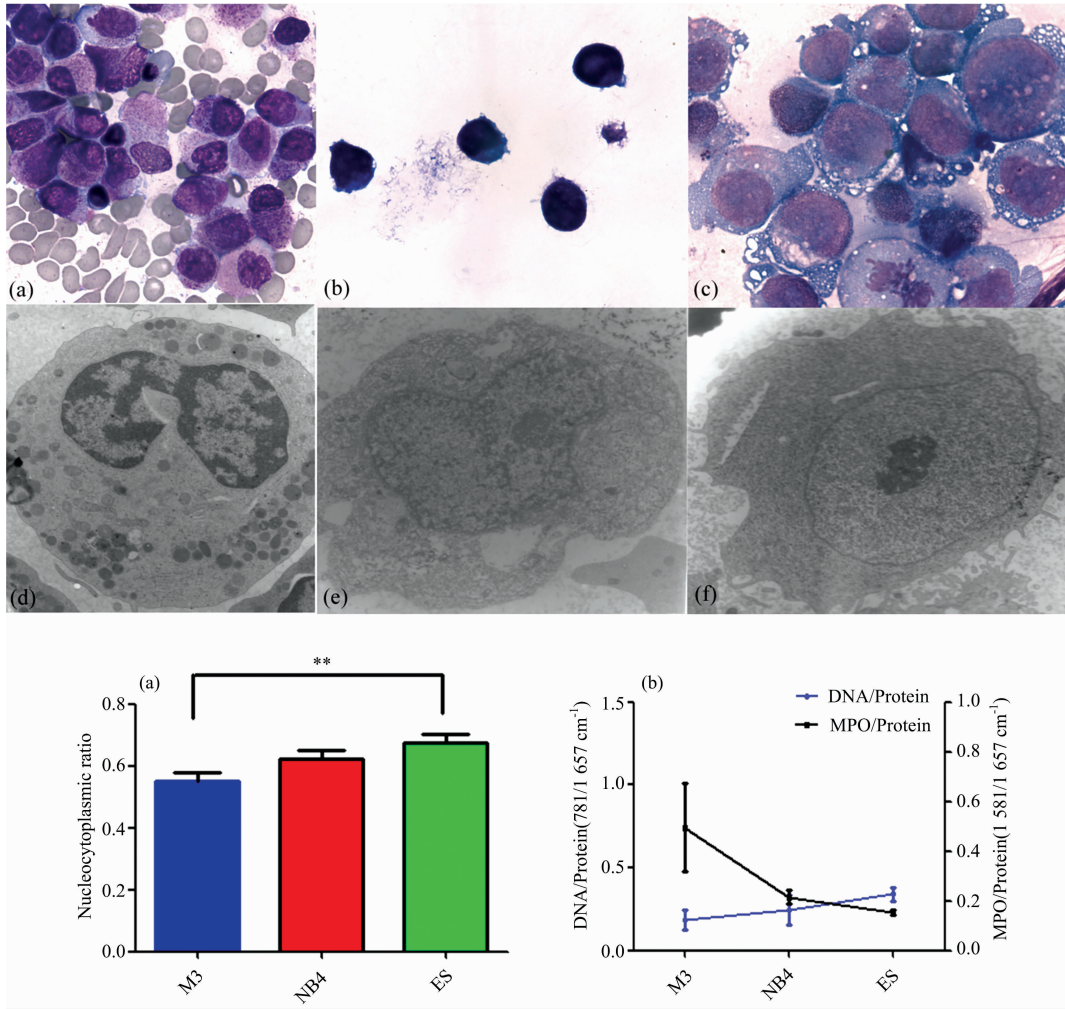 (a)
(b)
(c)
(d)
(e)
(f)
(a)
**
Nucleocytoplasmic ratio
0.8
0.6
0.4
0.2
0.0
M3
NB4
ES
(b)
DNA/Protein
MPO/Protein
DNA/Protein(781/1 657 cm⁻¹)
1.5
1.0
0.5
0.0
MPO/Protein(1 581/1 657 cm⁻¹)
1.0
0.8
0.6
0.4
0.2
0.0
M3
NB4
ES